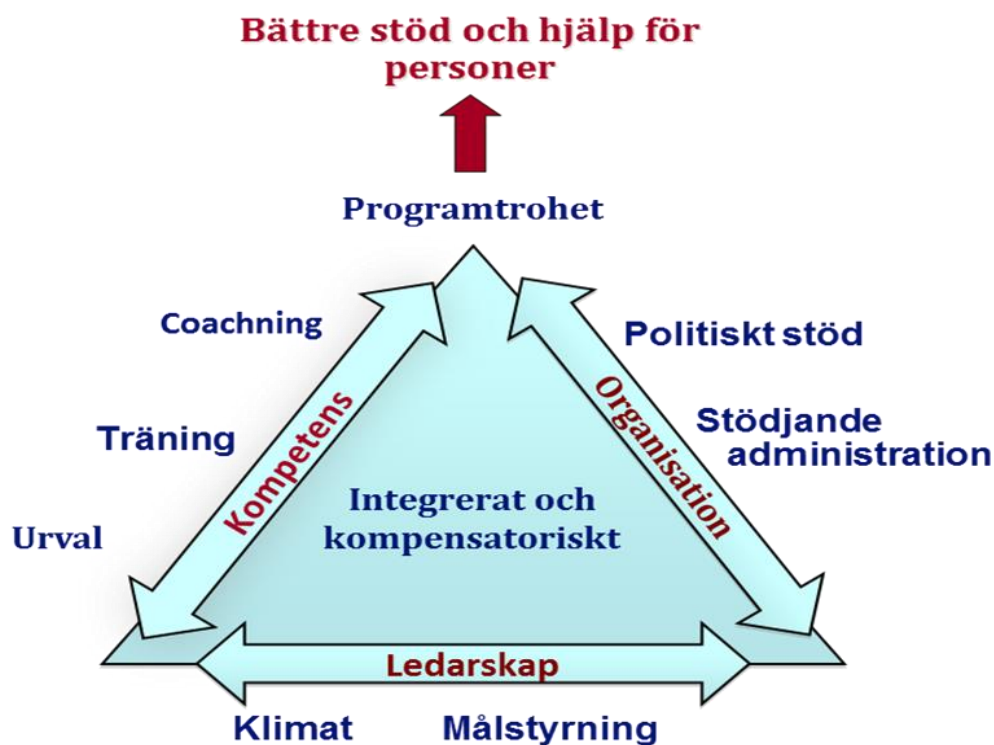 Bättre stöd och hjälp för
personer
Programtrohet
Coachning
Politiskt stöd
Träning
Kompetens
Organisation
Stödjande
administration
Urval
Integrerat och
kompensatoriskt
Ledarskap
Klimat
Målstyrning